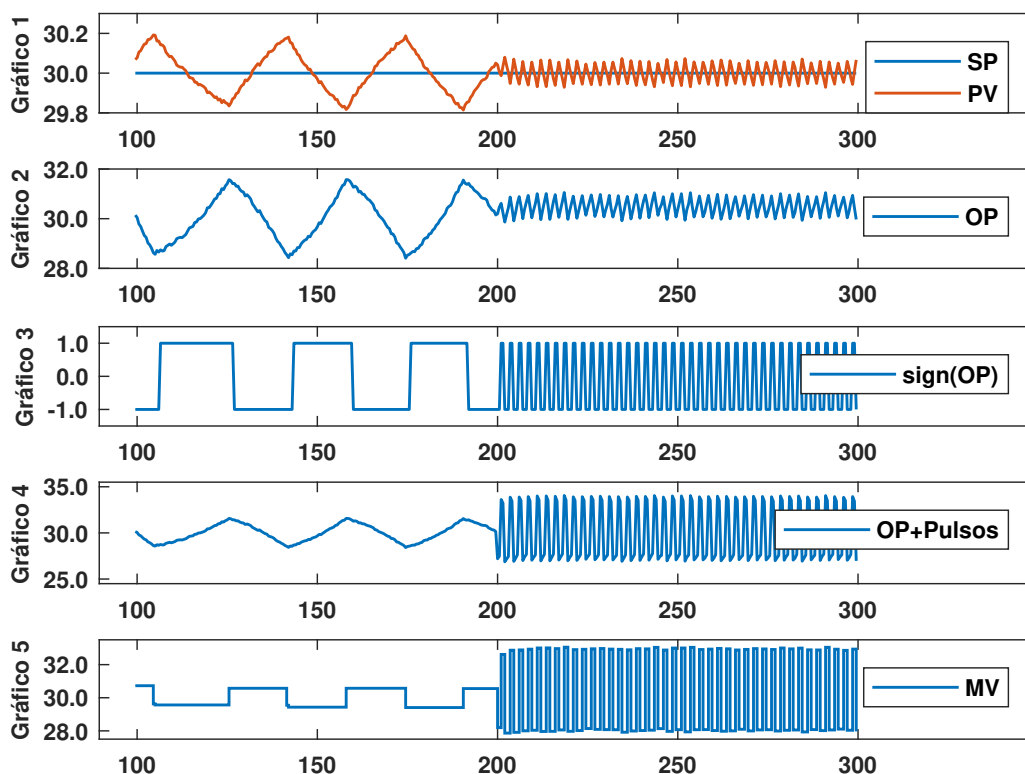 Gráfico 1
30.2
30.0
29.8
SP
PV
100 150 200 250 300
Gráfico 2
32.0
30.0
28.0
OP
100 150 200 250 300
Gráfico 3
1.0
0.0
-1.0
sign(OP)
100 150 200 250 300
Gráfico 4
35.0
30.0
25.0
OP+Pulsos
100 150 200 250 300
Gráfico 5
32.0
30.0
28.0
MV
100 150 200 250 300